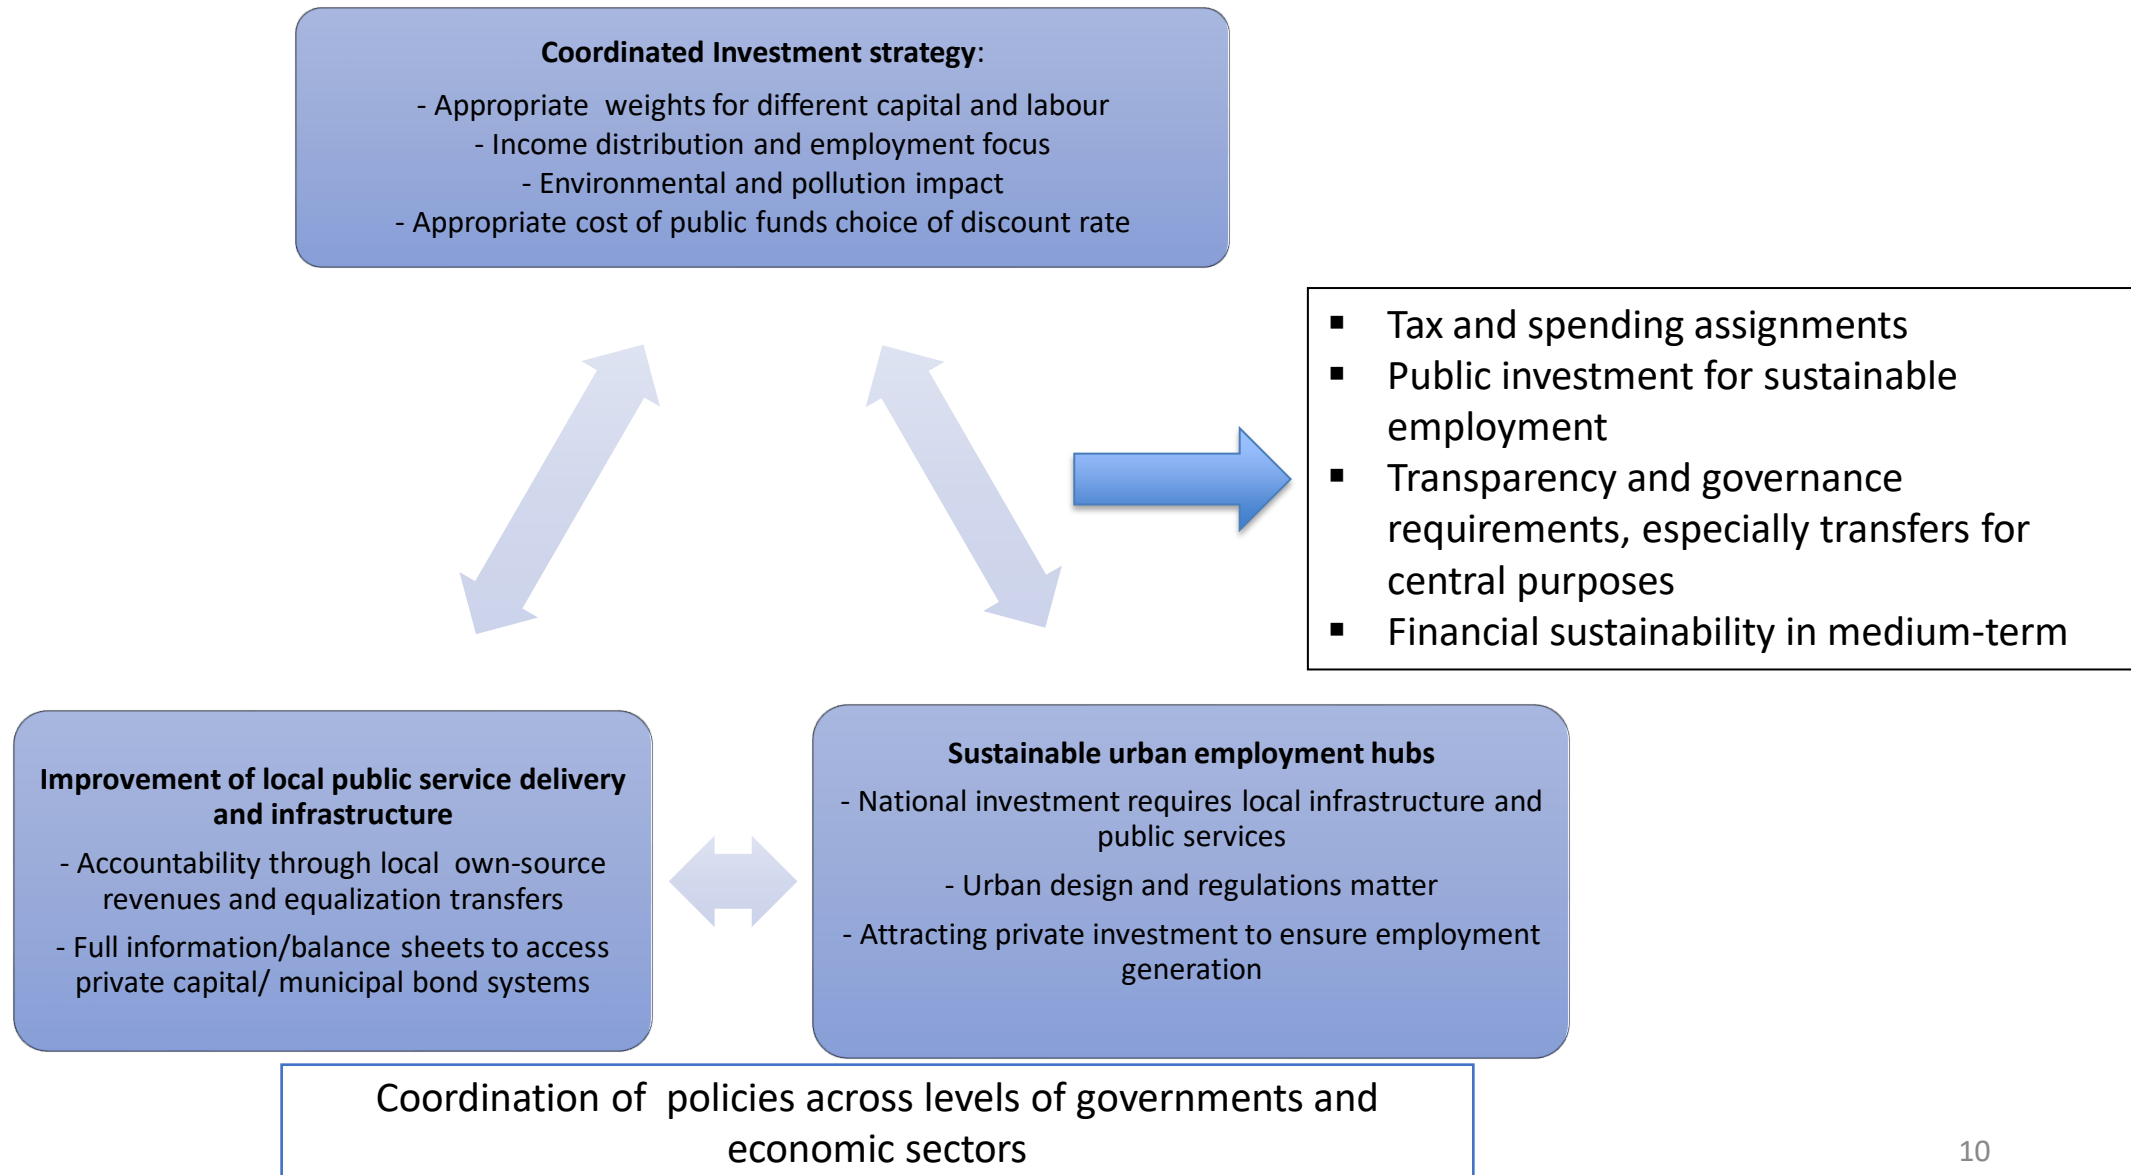 Coordinated Investment strategy:
- Appropriate weights for different capital and labour
- Income distribution and employment focus
- Environmental and pollution impact
- Appropriate cost of public funds choice of discount rate
▪ Tax and spending assignments
▪ Public investment for sustainable
employment
▪ Transparency and governance
requirements, especially transfers for
central purposes
▪ Financial sustainability in medium-term
Improvement of local public service delivery
and infrastructure
- Accountability through local own-source
revenues and equalization transfers
- Full information/balance sheets to access
private capital/ municipal bond systems
Sustainable urban employment hubs
- National investment requires local infrastructure and
public services
- Urban design and regulations matter
- Attracting private investment to ensure employment
generation
Coordination of policies across levels of governments and
economic sectors
10